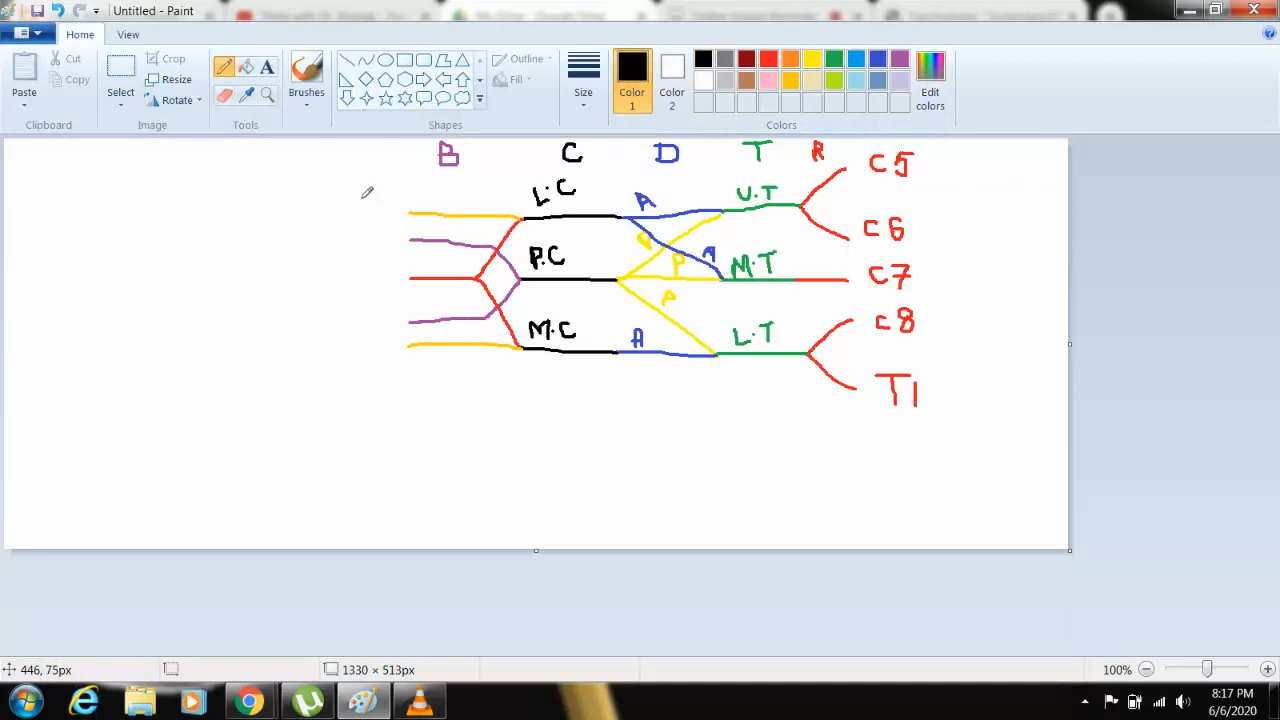 Untitled - Paint
Home View
Paste
Cut
Copy
Clipboard
Select
Crop
Resize
Rotate
Image
A
Tools
Brushes
Shapes
Outline
Fill
Size
Color 1
Color 2
Edit colors
Colors
B C D T R
L.C A U.T C5
C6
P.C P A M.T C7
P
P
M.C A L.T C8
T1
446, 75px
1330 × 513px
100%
8:17 PM
6/6/2020